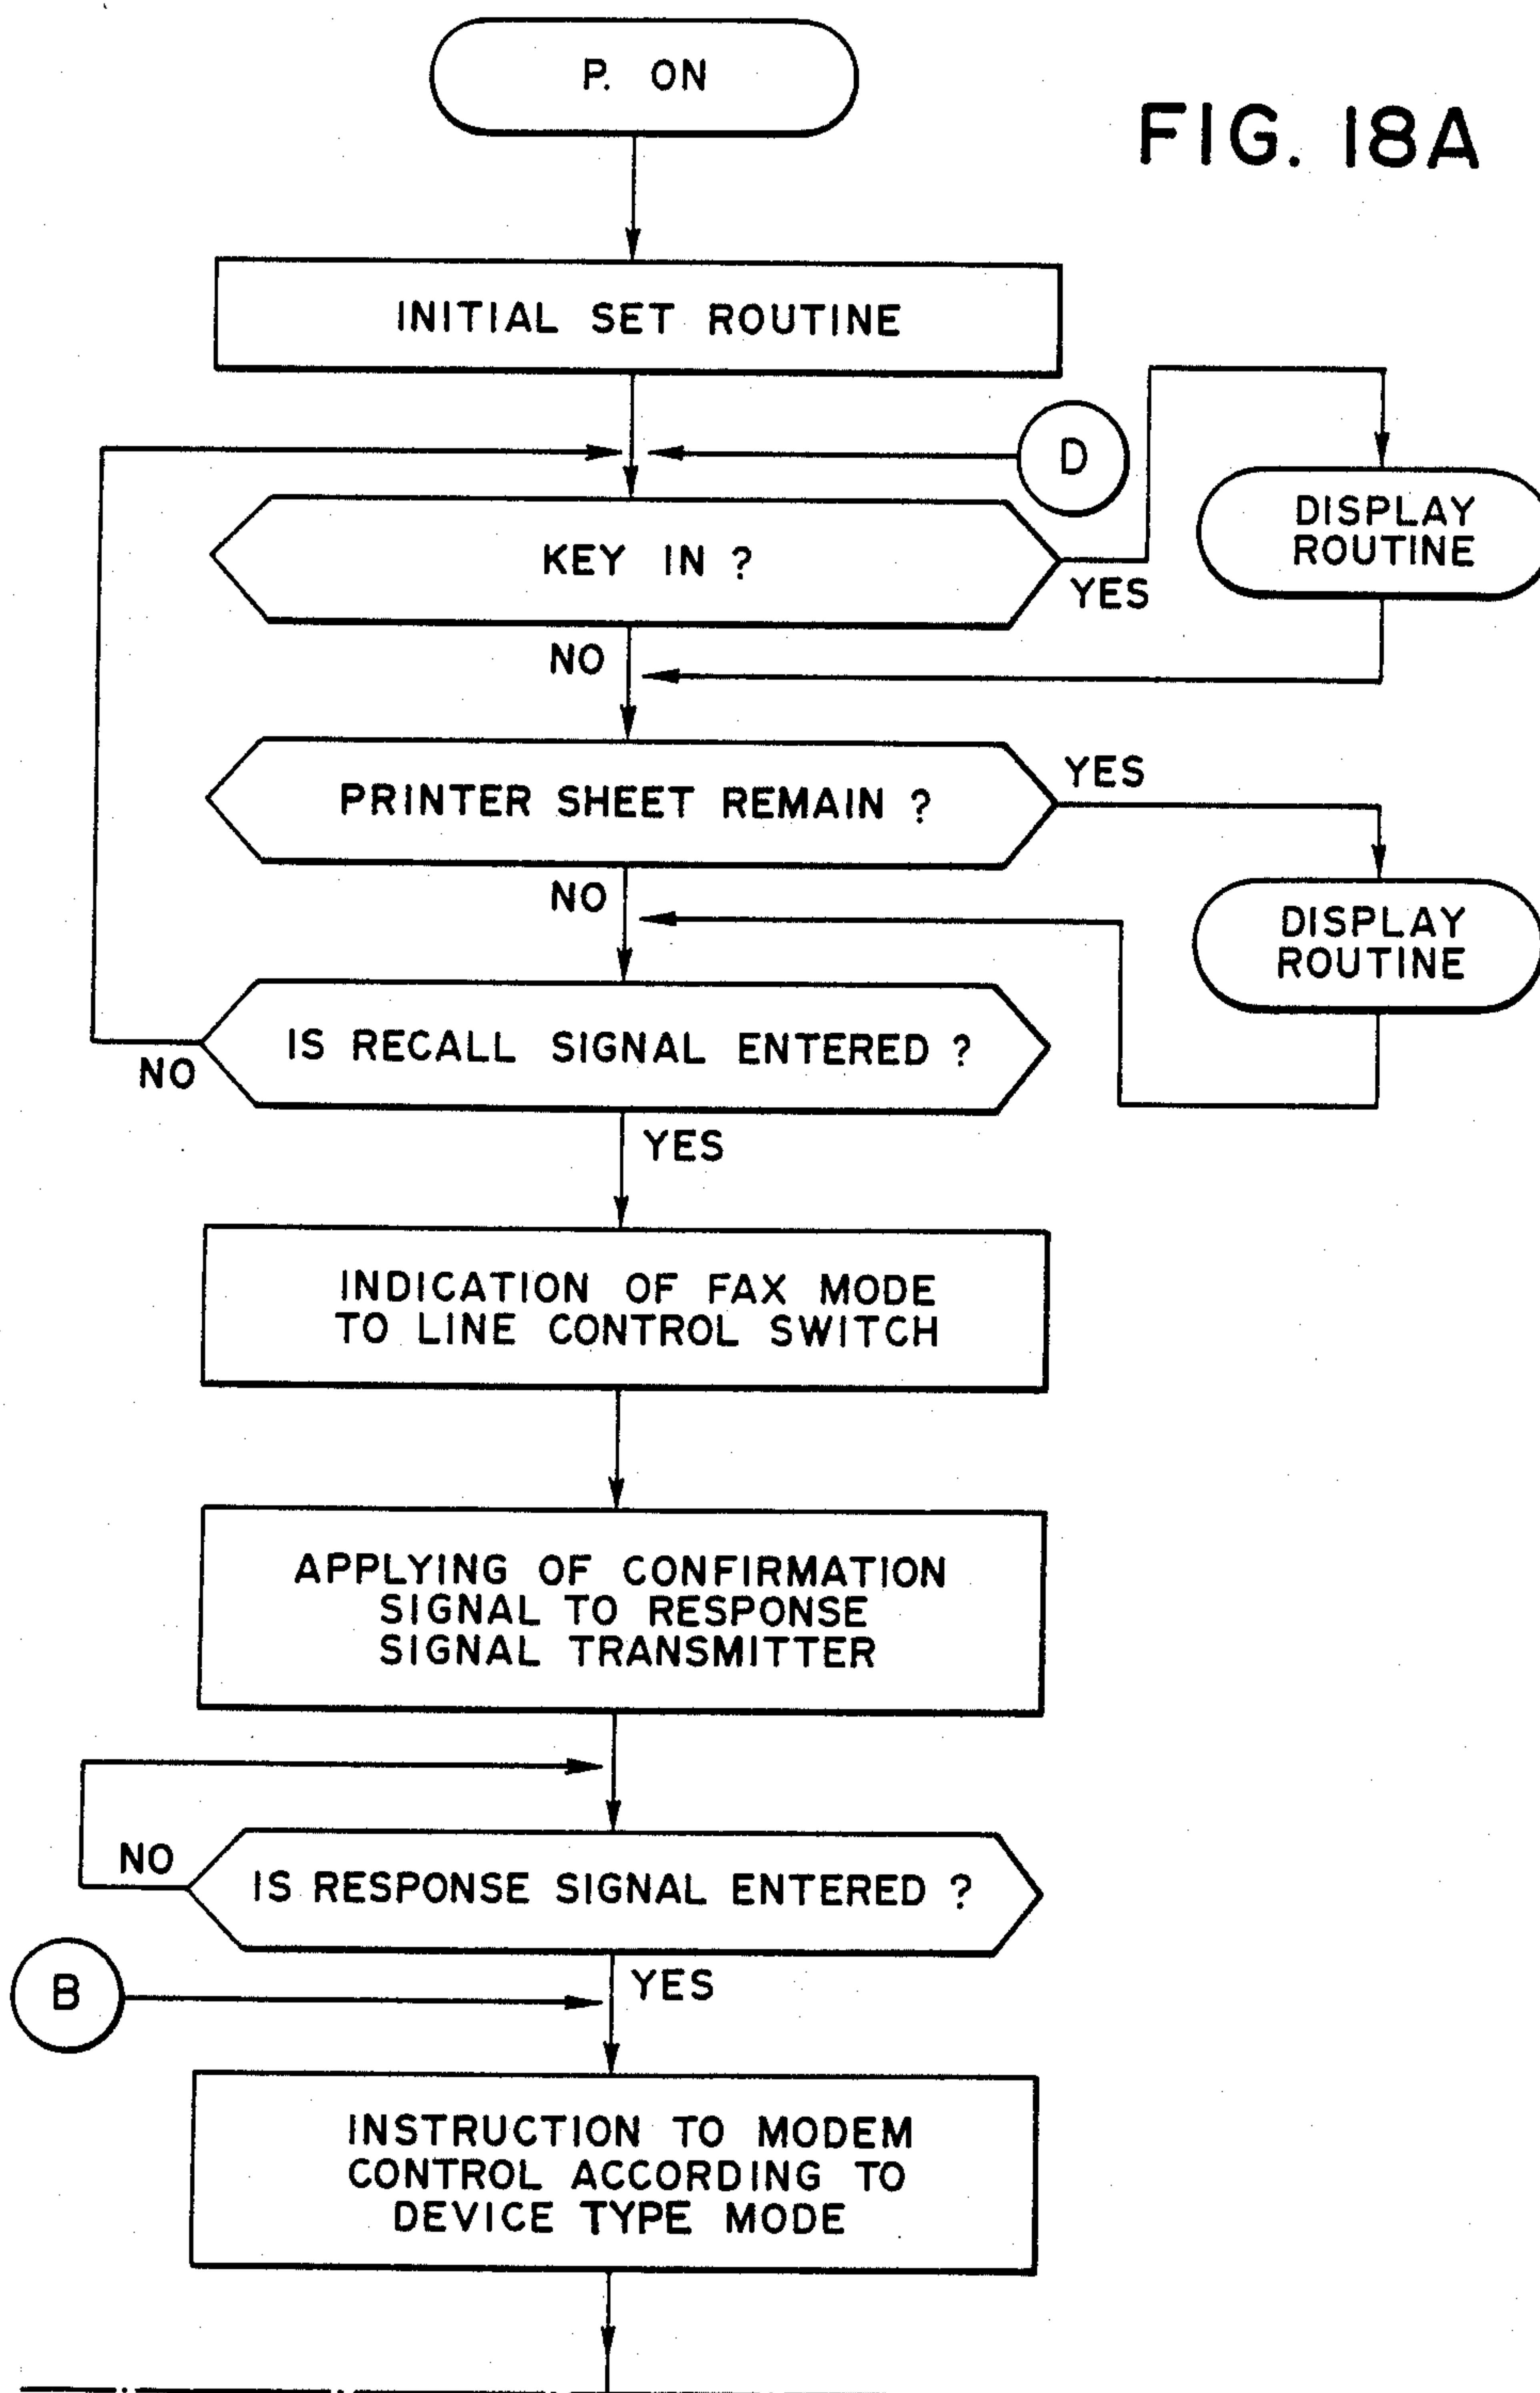 P. ON
FIG. 18A
INITIAL SET ROUTINE
D
DISPLAY
ROUTINE
KEY IN ?
YES
NO
PRINTER SHEET REMAIN ?
YES
NO
DISPLAY
ROUTINE
IS RECALL SIGNAL ENTERED ?
NO
YES
INDICATION OF FAX MODE
TO LINE CONTROL SWITCH
APPLYING OF CONFIRMATION
SIGNAL TO RESPONSE
SIGNAL TRANSMITTER
NO
IS RESPONSE SIGNAL ENTERED ?
YES
B
INSTRUCTION TO MODEM
CONTROL ACCORDING TO
DEVICE TYPE MODE